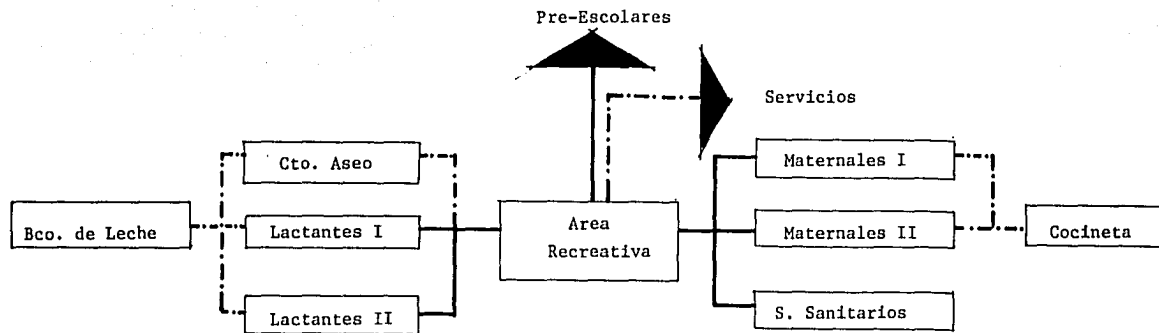 Pre-Escolares
Servicios
Cto. Aseo
Maternales I
Bco. de Leche
Lactantes I
Area
Recreativa
Maternales II
Cocineta
Lactantes II
S. Sanitarios